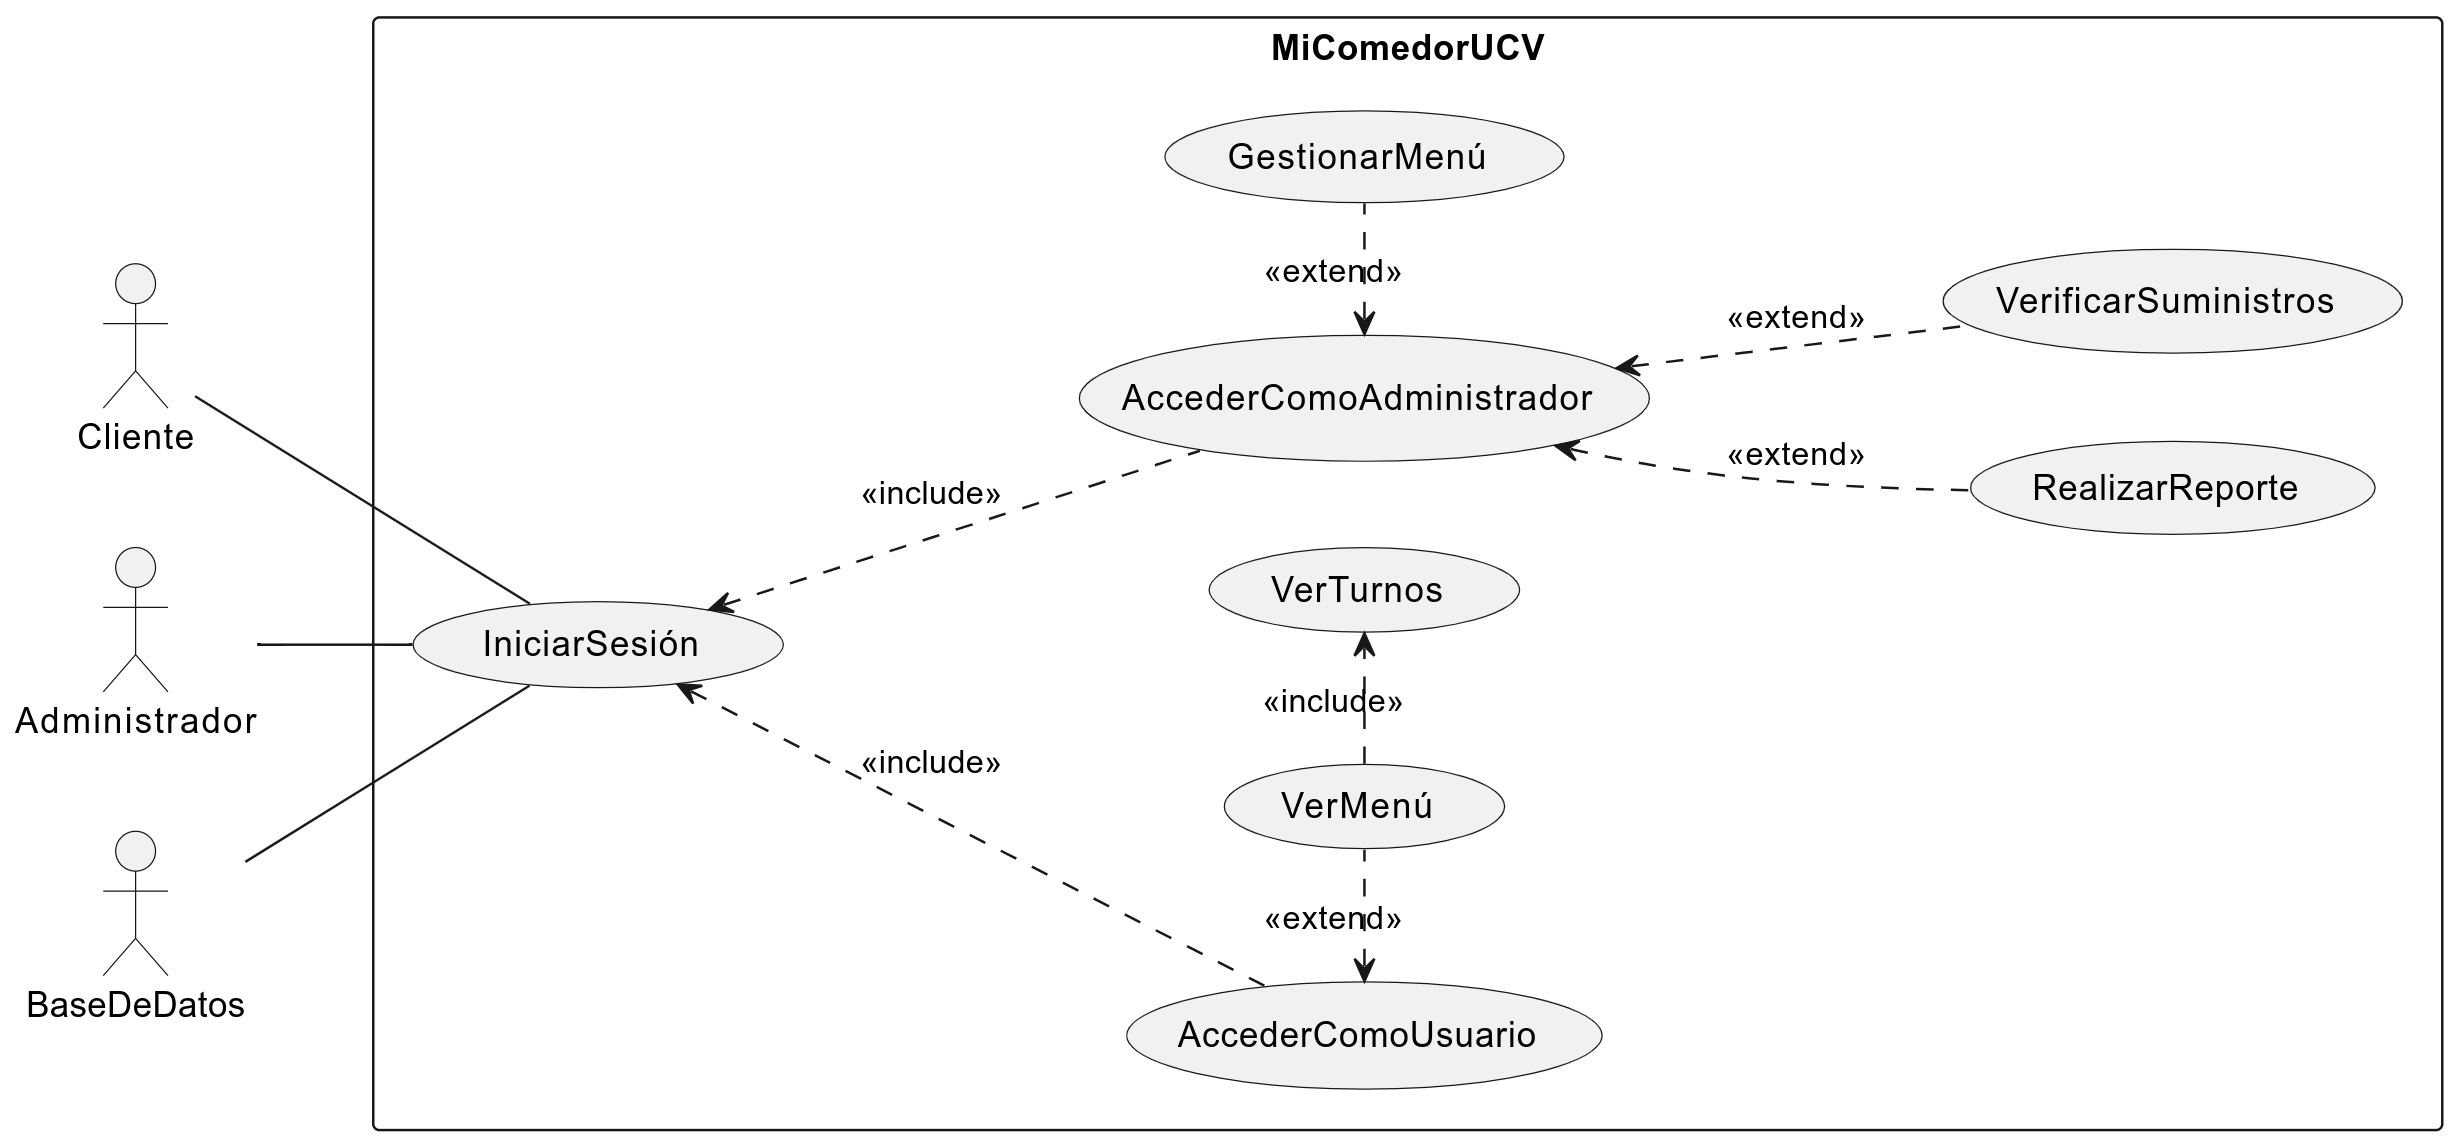 MiComedorUCV
GestionarMenú
«extend»
VerificarSuministros
«extend»
AccederComoAdministrador
Cliente
«extend»
RealizarReporte
«include»
VerTurnos
IniciarSesión
«include»
Administrador
«include»
VerMenú
«extend»
BaseDeDatos
AccederComoUsuario